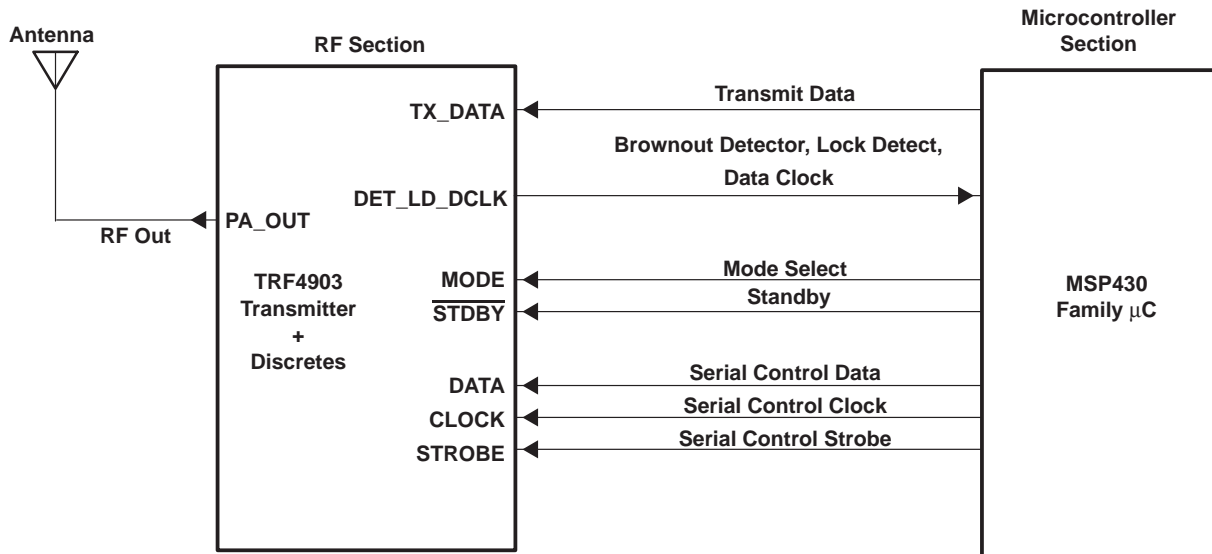 Antenna
RF Section
Microcontroller
Section
TX_DATA
Transmit Data
Brownout Detector, Lock Detect,
Data Clock
DET_LD_DCLK
PA_OUT
RF Out
TRF4903
Transmitter
+
Discretes
MODE
Mode Select
STDBY
Standby
MSP430
Family μC
DATA
Serial Control Data
CLOCK
Serial Control Clock
STROBE
Serial Control Strobe